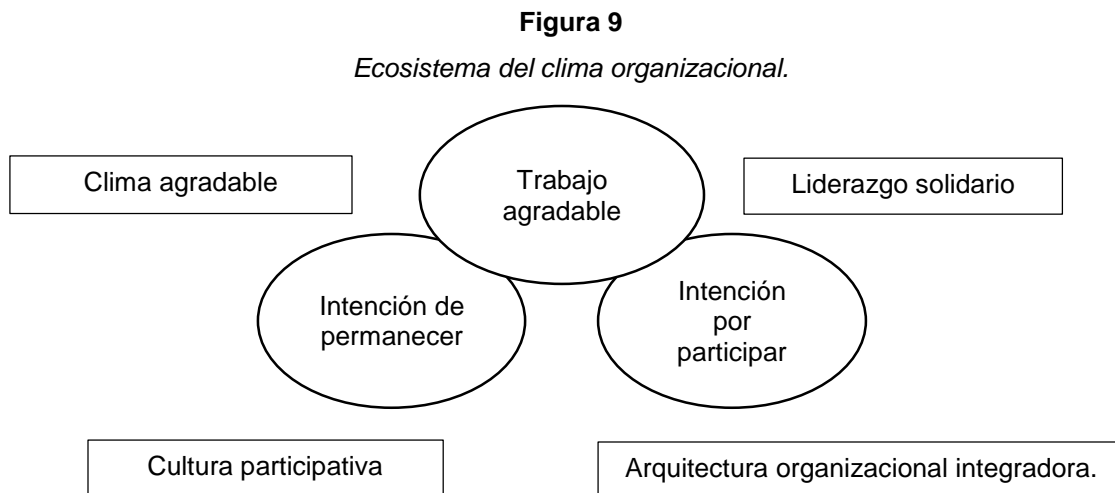 Figura 9
Ecosistema del clima organizacional.
Clima agradable
Trabajo
agradable
Liderazgo solidario
Intención de
permanecer
Intención
por
participar
Cultura participativa
Arquitectura organizacional integradora.